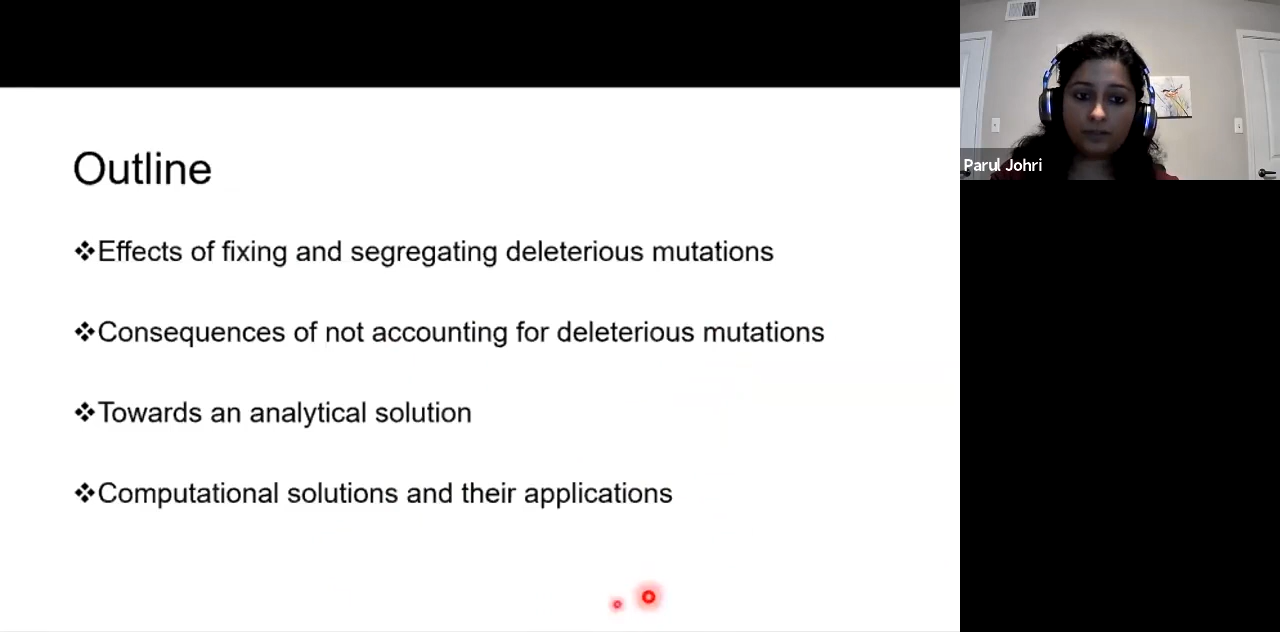 Outline
❖Effects of fixing and segregating deleterious mutations
❖Consequences of not accounting for deleterious mutations
❖Towards an analytical solution
❖Computational solutions and their applications
Parul Johri